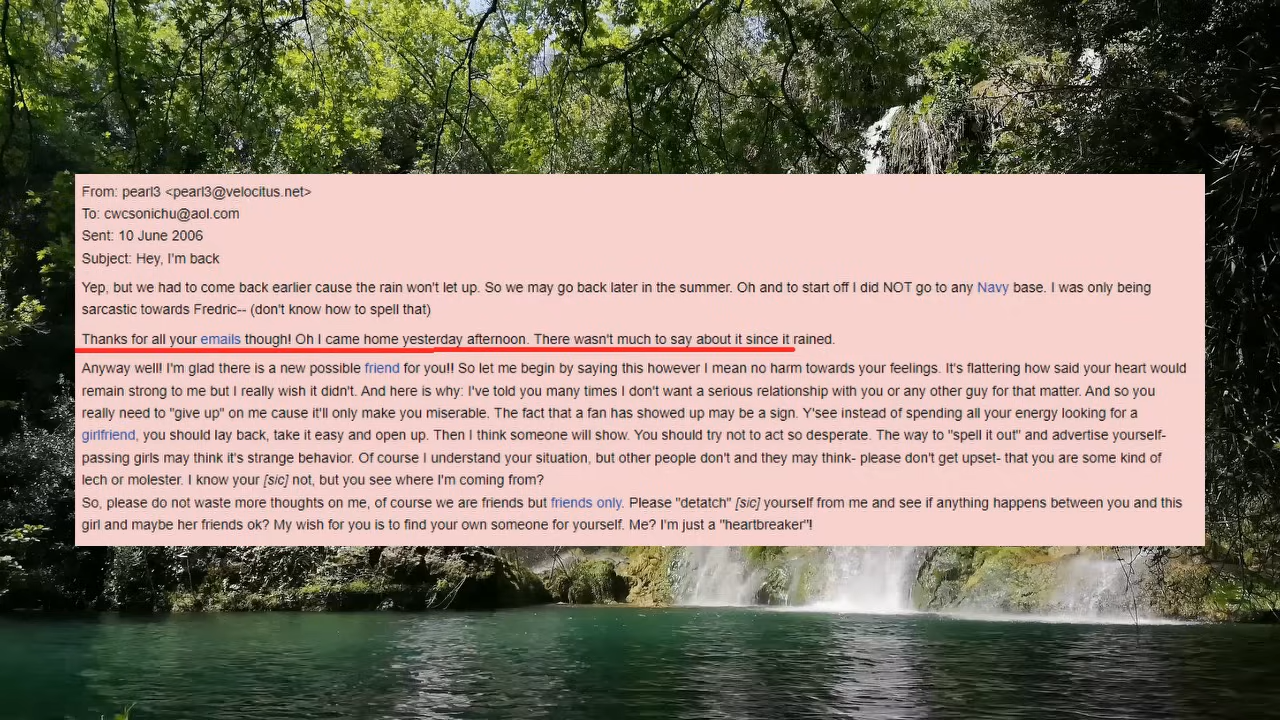 From: pearl3 <pearl3@velocitus.net>
To: cwcsonichu@aol.com
Sent: 10 June 2006
Subject: Hey, I'm back
Yep, but we had to come back earlier cause the rain won't let up. So we may go back later in the summer. Oh and to start off I did NOT go to any Navy base. I was only being
sarcastic towards Fredric-- (don't know how to spell that)
Thanks for all your emails though! Oh I came home yesterday afternoon. There wasn't much to say about it since it rained.
Anyway well! I'm glad there is a new possible friend for you!! So let me begin by saying this however I mean no harm towards your feelings. It's flattering how said your heart would
remain strong to me but I really wish it didn't. And here is why: I've told you many times I don't want a serious relationship with you or any other guy for that matter. And so you
really need to "give up" on me cause it'll only make you miserable. The fact that a fan has showed up may be a sign. Y'see instead of spending all your energy looking for a
girlfriend, you should lay back, take it easy and open up. Then I think someone will show. You should try not to act so desperate. The way to "spell it out" and advertise yourself-
passing girls may think it's strange behavior. Of course I understand your situation, but other people don't and they may think- please don't get upset- that you are some kind of
lech or molester. I know your [sic] not, but you see where I'm coming from?
So, please do not waste more thoughts on me, of course we are friends but friends only. Please "detatch" [sic] yourself from me and see if anything happens between you and this
girl and maybe her friends ok? My wish for you is to find your own someone for yourself. Me? I'm just a "heartbreaker"!